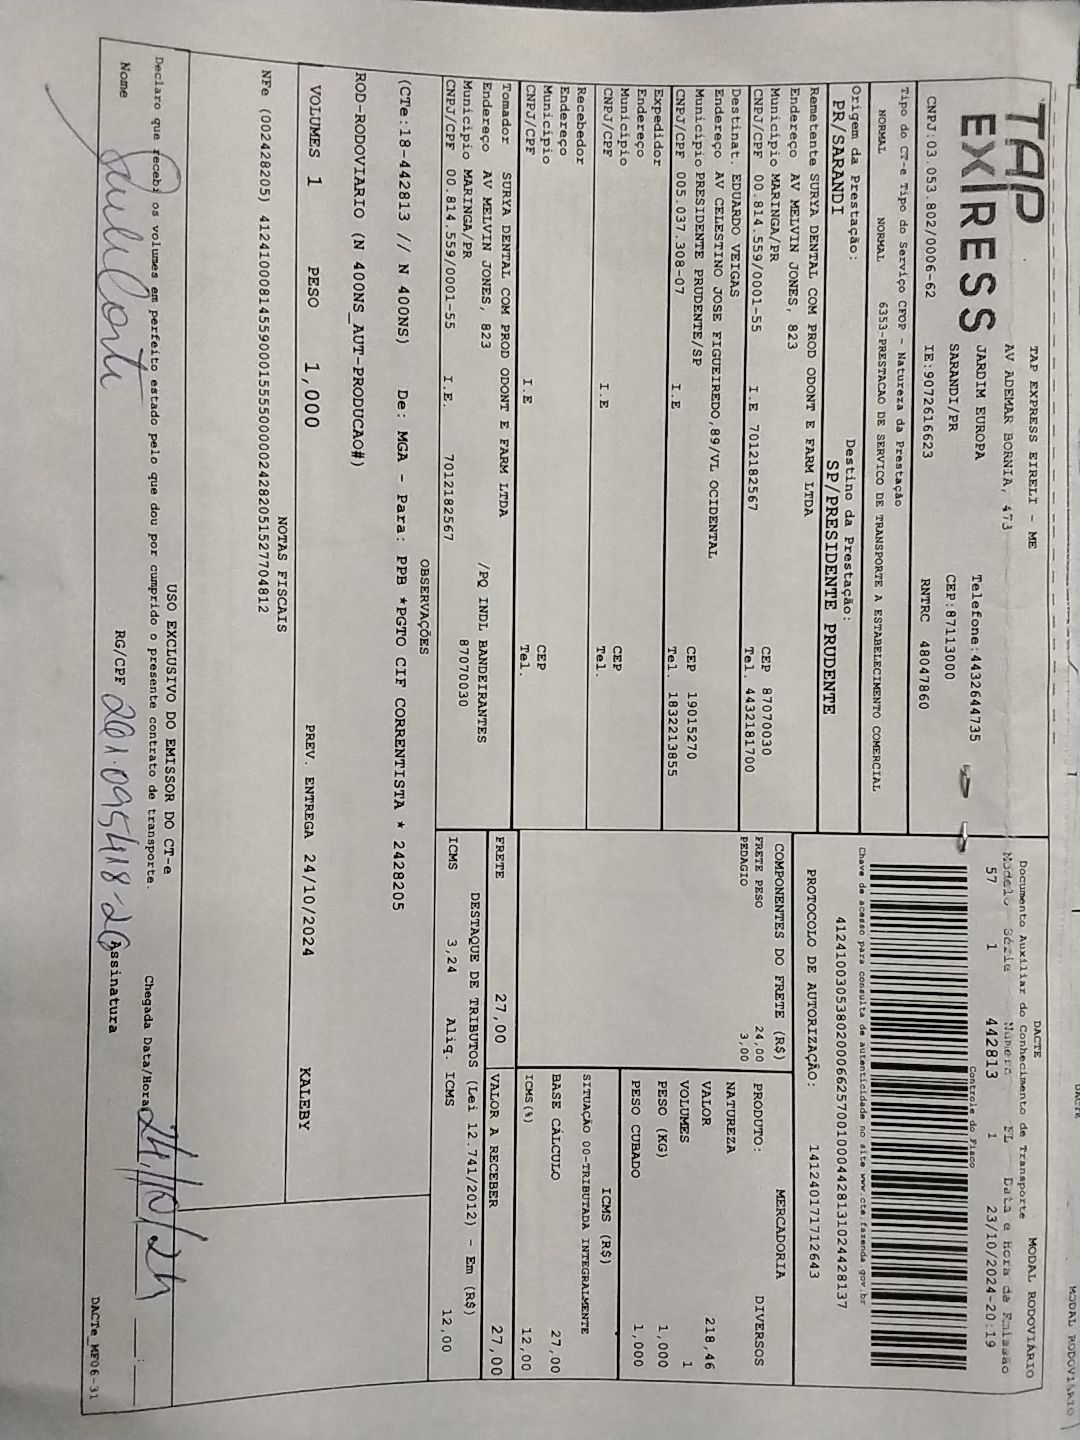 TAP EXPRESS
TAP EXPRESS EIRELI - ME
AV ADEMAR BORNIA, 473
JARDIM EUROPA
SARANDI/PR
Telefone:4432644735
CEP:87113000
CNPJ:03.053.802/0006-62 IE:9072616623 RNTRC 48047860
DACTE MODAL RODOVIÁRIO
Documento Auxiliar do Conhecimento de Transporte
Modelo Série Número FL Data e Hora de Emissão
57 1 442813 1 23/10/2024-20:19
Controle do Fisco
Chave de acesso para consulta de autenticidade no site www.cte.fazenda.gov.br
41241003053802000662570010004428131024428137
PROTOCOLO DE AUTORIZAÇÃO: 141240171712643
Tipo do CT-e Tipo do Serviço CFOP - Natureza da Prestação
NORMAL NORMAL 6353-PRESTACAO DE SERVICO DE TRANSPORTE A ESTABELECIMENTO COMERCIAL
Origem da Prestação: Destino da Prestação:
PR/SARANDI SP/PRESIDENTE PRUDENTE
Remetente SURYA DENTAL COM PROD ODONT E FARM LTDA
Endereço AV MELVIN JONES, 823
Município MARINGA/PR CEP 87070030
CNPJ/CPF 00.814.559/0001-55 I.E 7012182567 Tel. 4432181700
Destinat. EDUARDO VEIGAS
Endereço AV CELESTINO JOSE FIGUEIREDO,89/VL OCIDENTAL
Município PRESIDENTE PRUDENTE/SP CEP 19015270
CNPJ/CPF 005.037.308-07 I.E Tel. 1832213855
Expedidor
Endereço
Município CEP
CNPJ/CPF I.E Tel.
Recebedor
Endereço
Município CEP
CNPJ/CPF I.E Tel.
Tomador SURYA DENTAL COM PROD ODONT E FARM LTDA
Endereço AV MELVIN JONES, 823 /PQ INDL BANDEIRANTES
Município MARINGA/PR 87070030
CNPJ/CPF 00.814.559/0001-55 I.E. 7012182567
COMPONENTES DO FRETE (R$)
FRETE PESO 24,00
PEDAGIO 3,00
MERCADORIA
PRODUTO: DIVERSOS
NATUREZA
VALOR 218,46
VOLUMES 1
PESO (KG) 1,000
PESO CUBADO 1,000
ICMS (R$)
SITUAÇÃO 00-TRIBUTADA INTEGRALMENTE
BASE CÁLCULO 27,00
ICMS(%) 12,00
FRETE 27,00 VALOR A RECEBER 27,00
DESTAQUE DE TRIBUTOS (Lei 12.741/2012) - Em (R$)
ICMS 3,24 Aliq. ICMS 12,00
OBSERVAÇÕES
(CTe:18-442813 // N 400NS) De: MGA - Para: PPB *PGTO CIF CORRENTISTA * 2428205
ROD-RODOVIARIO (N 400NS_AUT-PRODUCAO#)
VOLUMES 1 PESO 1,000 PREV. ENTREGA 24/10/2024 KALEBY
NOTAS FISCAIS
NFe (002428205) 41241000814559000155550000024282051527704812
USO EXCLUSIVO DO EMISSOR DO CT-e
Declaro que recebi os volumes em perfeito estado pelo que dou por cumprido o presente contrato de transporte.
Chegada Data/Hora 24/10/24 __:__
Nome RG/CPF 261.095418-20 Assinatura
DACTe_MF06-31
DACTE
MODAL RODOVIÁRIO